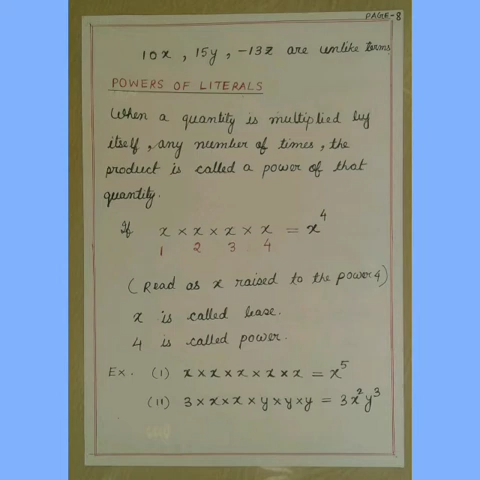 PAGE-8
10x, 15y, -13z are unlike terms
POWERS OF LITERALS
When a quantity is multiplied by
itself, any number of times, the
product is called a power of that
quantity.
If x × x × x × x = x⁴
1 2 3 4
(Read as x raised to the power 4)
x is called base.
4 is called power.
Ex. (I) x × x × x × x × x = x⁵
(II) 3 × x × x × y × y × y = 3x²y³